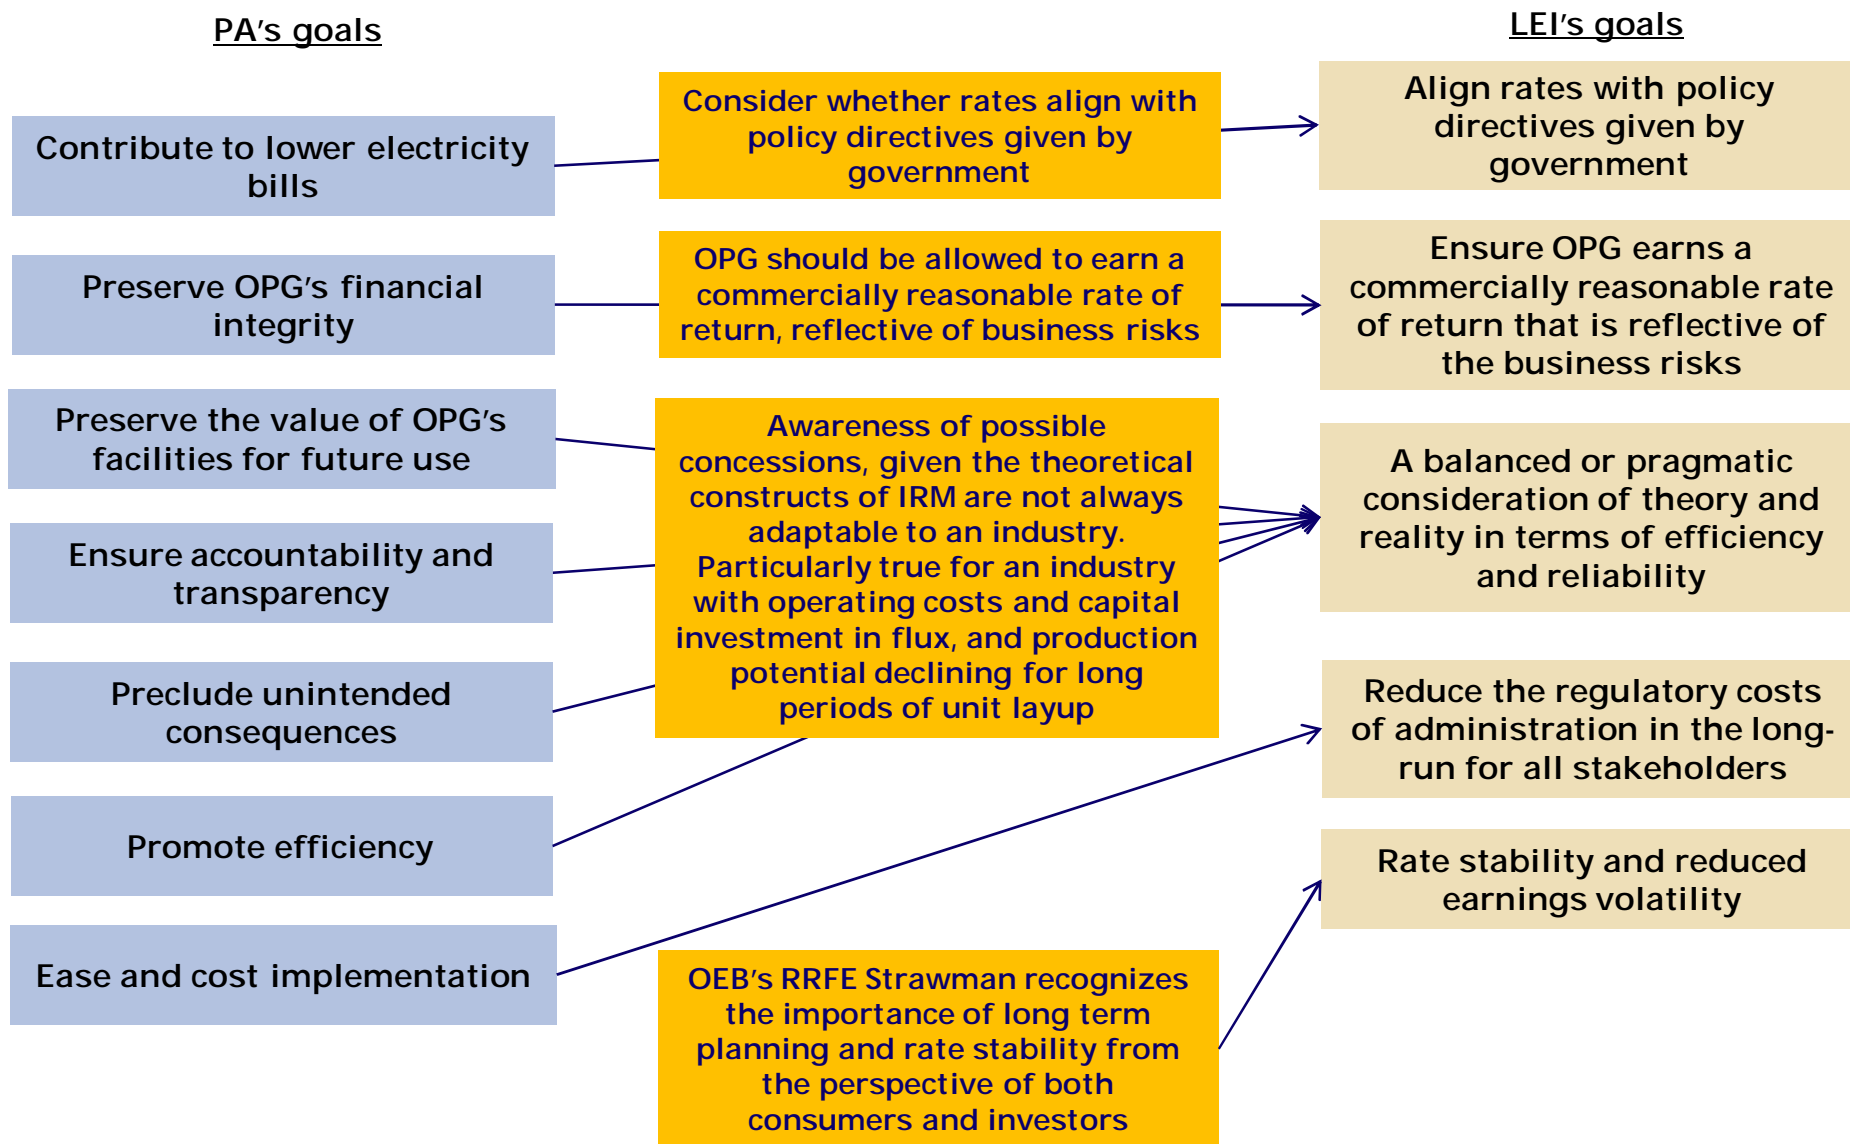 PA's goals
Contribute to lower electricity
bills
Preserve OPG's financial
integrity
Preserve the value of OPG's
facilities for future use
Ensure accountability and
transparency
Preclude unintended
consequences
Promote efficiency
Ease and cost implementation
Consider whether rates align with
policy directives given by
government
OPG should be allowed to earn a
commercially reasonable rate of
return, reflective of business risks
Awareness of possible
concessions, given the theoretical
constructs of IRM are not always
adaptable to an industry.
Particularly true for an industry
with operating costs and capital
investment in flux, and production
potential declining for long
periods of unit layup
OEB's RRFE Strawman recognizes
the importance of long term
planning and rate stability from
the perspective of both
consumers and investors
LEI's goals
Align rates with policy
directives given by
government
Ensure OPG earns a
commercially reasonable rate
of return that is reflective of
the business risks
A balanced or pragmatic
consideration of theory and
reality in terms of efficiency
and reliability
Reduce the regulatory costs
of administration in the long-
run for all stakeholders
Rate stability and reduced
earnings volatility